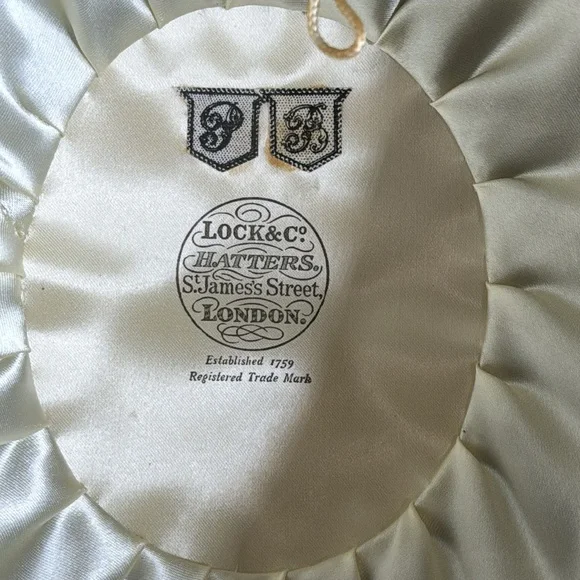 P B
LOCK & Co.
HATTERS.,
St. James's Street,
LONDON.
Established 1759
Registered Trade Mark